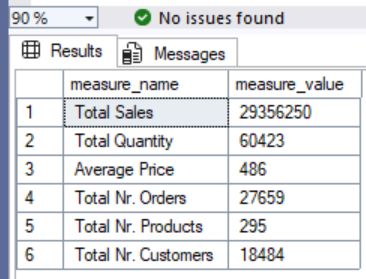 90 % No issues found
Results Messages
measure_name measure_value
1 Total Sales 29356250
2 Total Quantity 60423
3 Average Price 486
4 Total Nr. Orders 27659
5 Total Nr. Products 295
6 Total Nr. Customers 18484